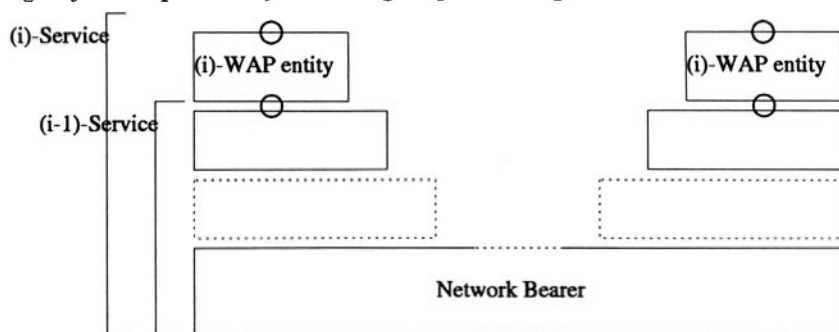 (i)-Service
(i)-WAP entity
(i)-WAP entity
(i-1)-Service
Network Bearer